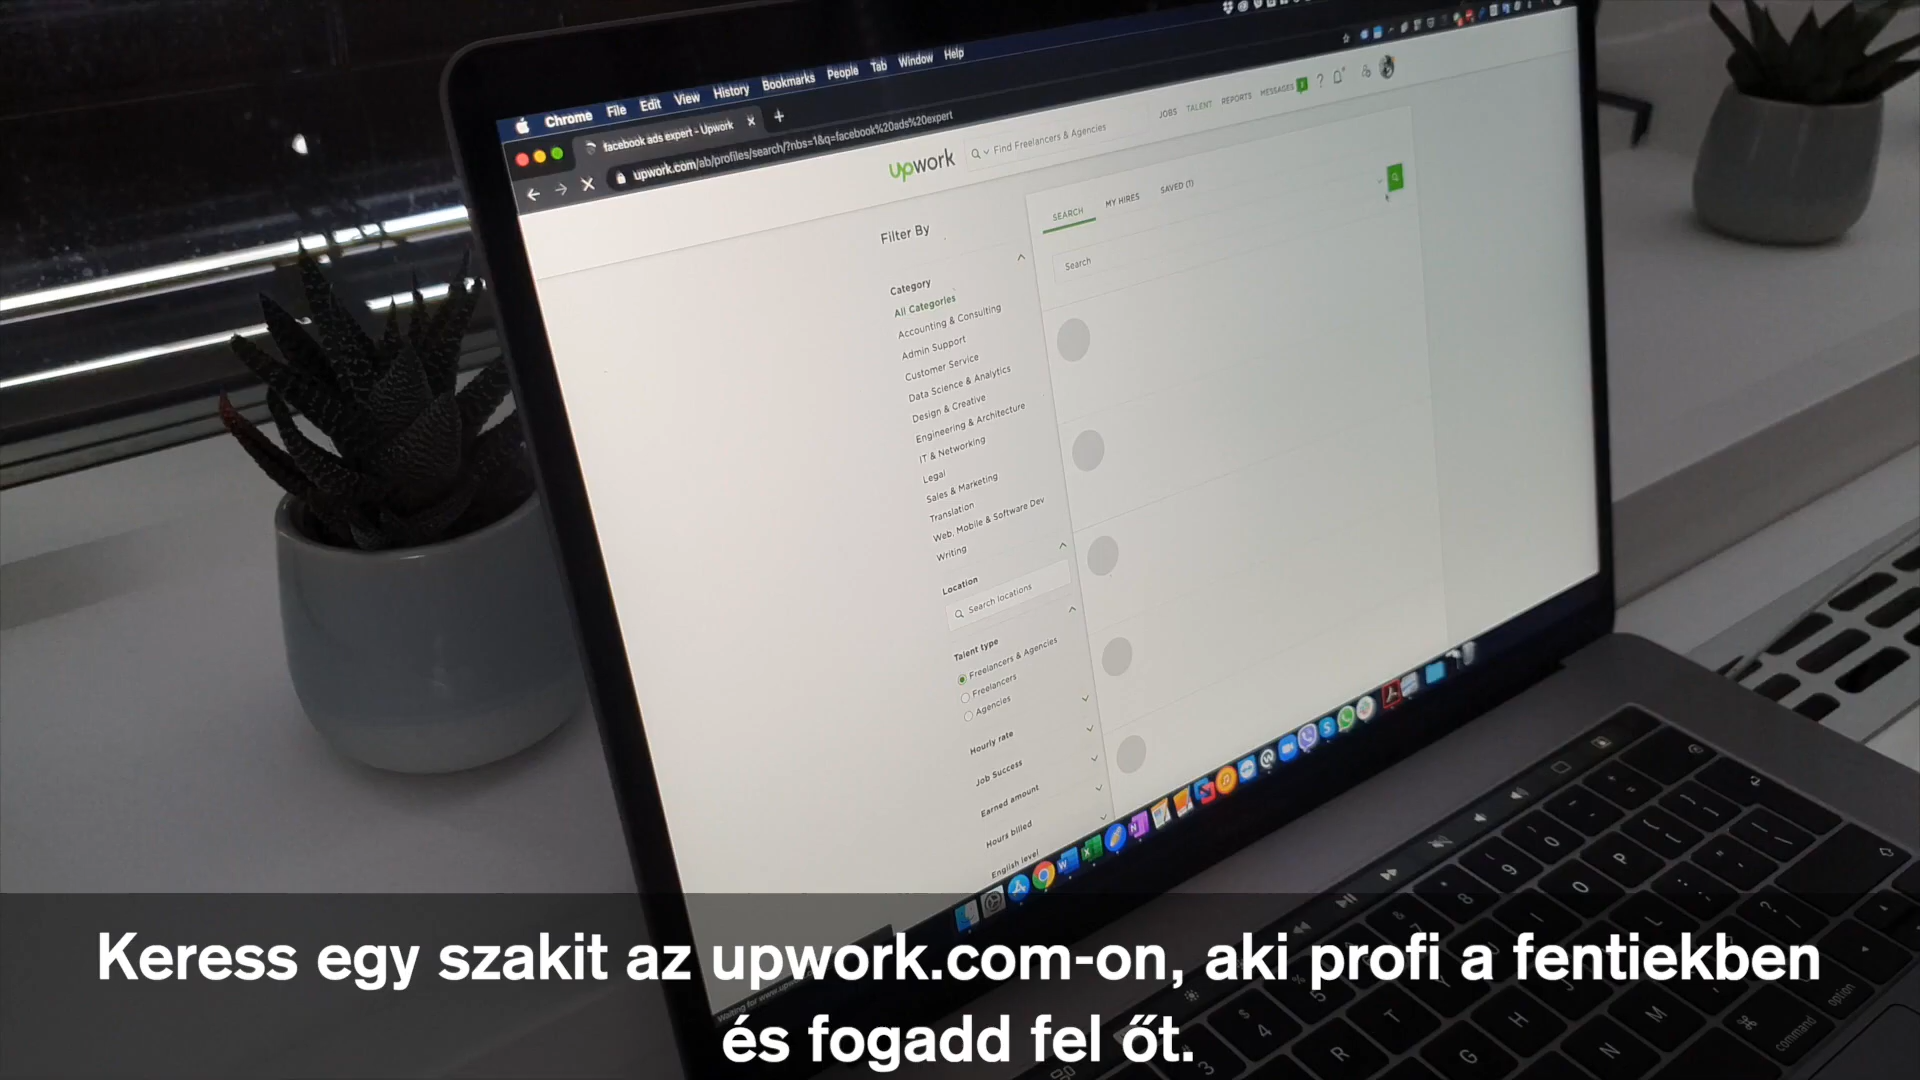 Chrome File Edit View History Bookmarks People Tab Window Help
facebook ads expert - Upwork
upwork.com/ab/profiles/search/?nbs=1&q=facebook%20ads%20expert
upwork
Find Freelancers & Agencies
JOBS TALENT REPORTS MESSAGES
SEARCH MY HIRES SAVED (1)
Search
Filter By
Category
All Categories
Accounting & Consulting
Admin Support
Customer Service
Data Science & Analytics
Design & Creative
Engineering & Architecture
IT & Networking
Legal
Sales & Marketing
Translation
Web, Mobile & Software Dev
Writing
Location
Search locations
Talent type
Freelancers & Agencies
Freelancers
Agencies
Hourly rate
Job Success
Earned amount
Hours billed
English level
option
command
Keress egy szakit az upwork.com-on, aki profi a fentiekben
és fogadd fel őt.